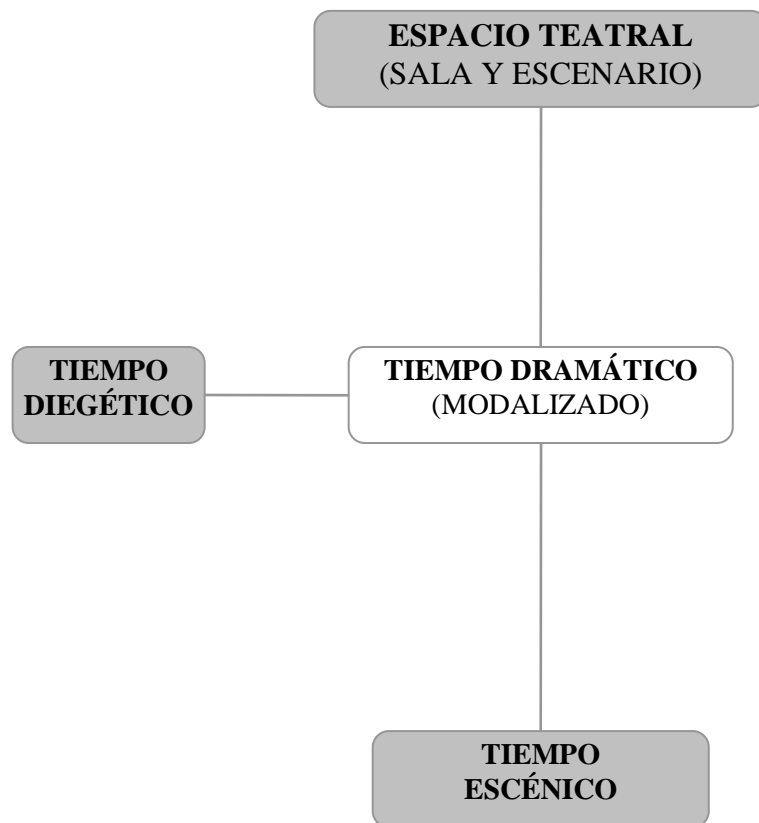 ESPACIO TEATRAL
(SALA Y ESCENARIO)
TIEMPO
DIEGÉTICO
TIEMPO DRAMÁTICO
(MODALIZADO)
TIEMPO
ESCÉNICO